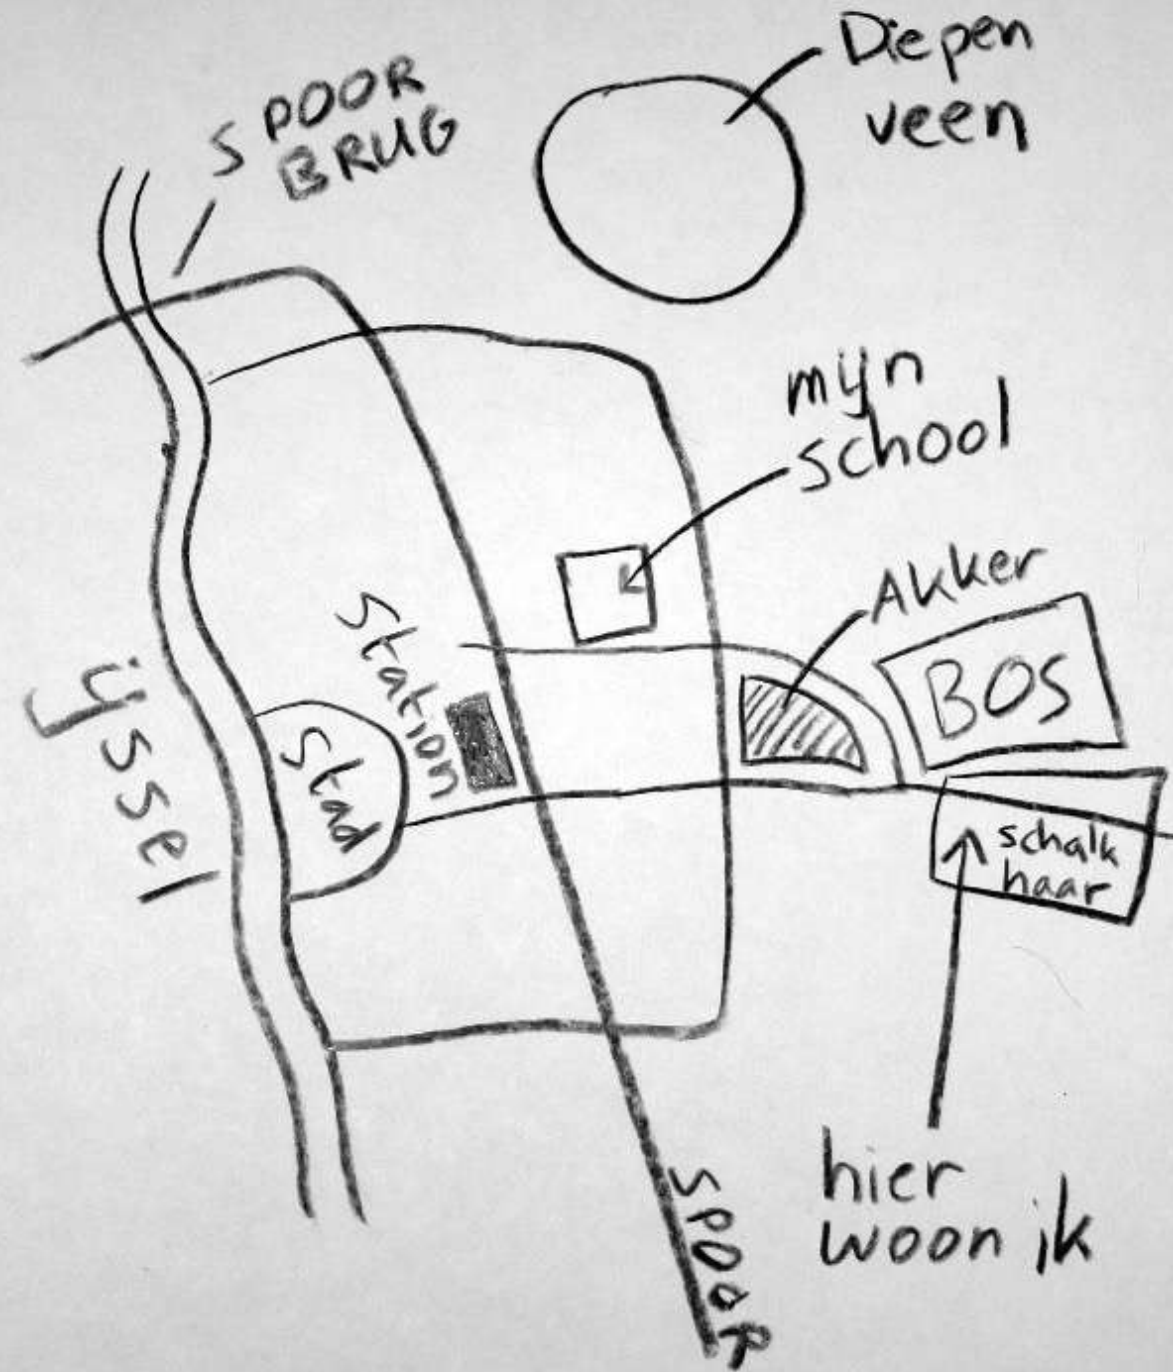 Diepen
veen
SPOOR
BRUG
mijn
school
Akker
BOS
Station
Stad
ijssel
schalk
haar
hier
woon ik
SPOOR